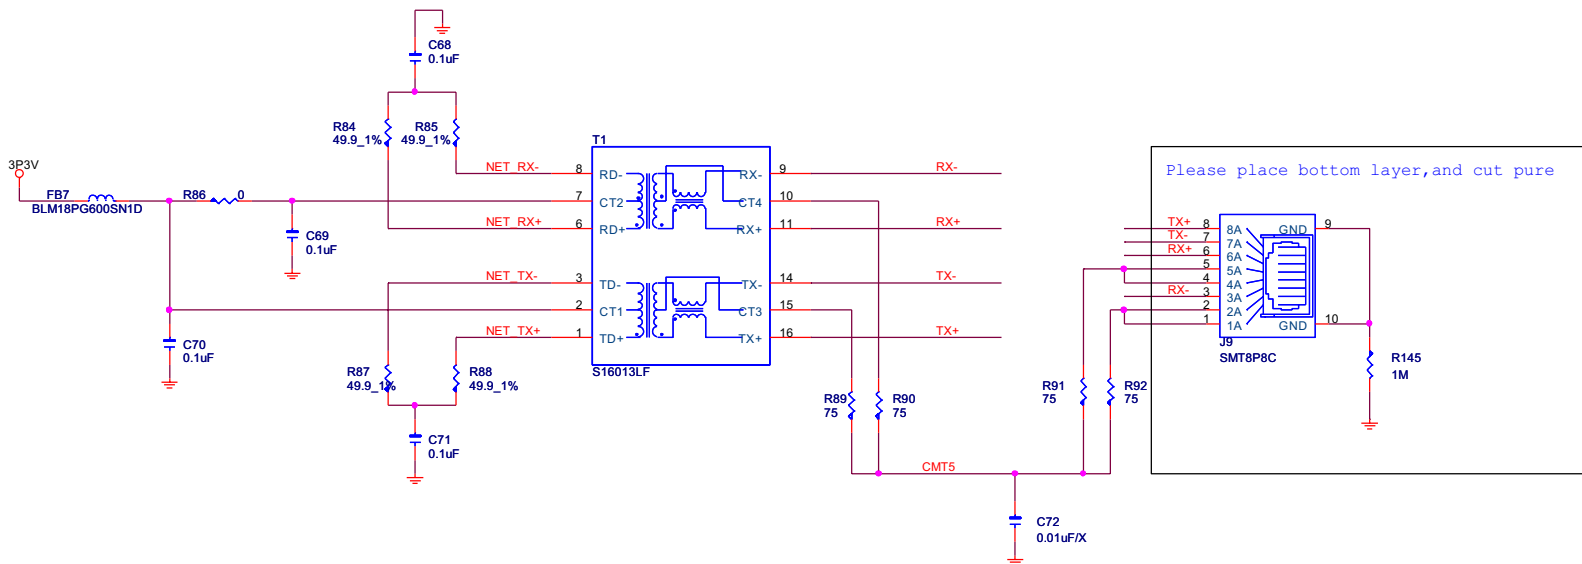 C68
0.1uF
R84
49.9_1%
R85
49.9_1%
T1
3P3V
FB7
BLM18PG600SN1D
R86
0
C69
0.1uF
C70
0.1uF
NET_RX-
8
RD-
7
CT2
NET_RX+
6
RD+
NET_TX-
3
TD-
2
CT1
NET_TX+
1
TD+
RX-
9
RX-
CT4
10
RX+
11
RX+
TX-
14
TX-
CT3
15
TX+
16
TX+
S16013LF
R87
49.9_1%
R88
49.9_1%
C71
0.1uF
R89
75
R90
75
CMT5
R91
75
R92
75
C72
0.01uF/X
Please place bottom layer,and cut pure
TX+
8
8A
TX-
7
7A
RX+
6
6A
5
5A
4
4A
RX-
3
3A
2
2A
1
1A
GND
9
GND
10
J9
SMT8P8C
R145
1M